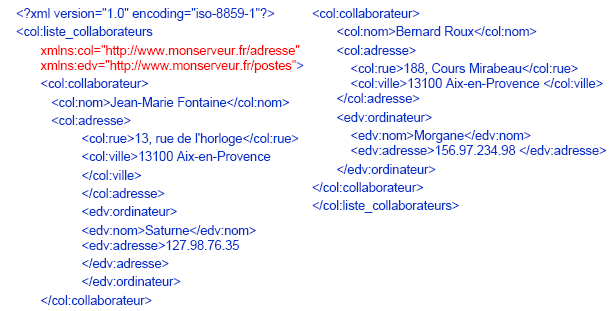 <?xml version="1.0" encoding="iso-8859-1"?>
<col:liste_collaborateurs
xmlns:col="http://www.monserveur.fr/adresse"
xmlns:edv="http://www.monserveur.fr/postes">
<col:collaborateur>
<col:nom>Jean-Marie Fontaine</col:nom>
<col:adresse>
<col:rue>13, rue de l'horloge</col:rue>
<col:ville>13100 Aix-en-Provence
</col:ville>
</col:adresse>
<edv:ordinateur>
<edv:nom>Saturne</edv:nom>
<edv:adresse>127.98.76.35
</edv:adresse>
</edv:ordinateur>
</col:collaborateur>
<col:collaborateur>
<col:nom>Bernard Roux</col:nom>
<col:adresse>
<col:rue>188, Cours Mirabeau</col:rue>
<col:ville>13100 Aix-en-Provence </col:ville>
</col:adresse>
<edv:ordinateur>
<edv:nom>Morgane</edv:nom>
<edv:adresse>156.97.234.98 </edv:adresse>
</edv:ordinateur>
</col:collaborateur>
</col:liste_collaborateurs>